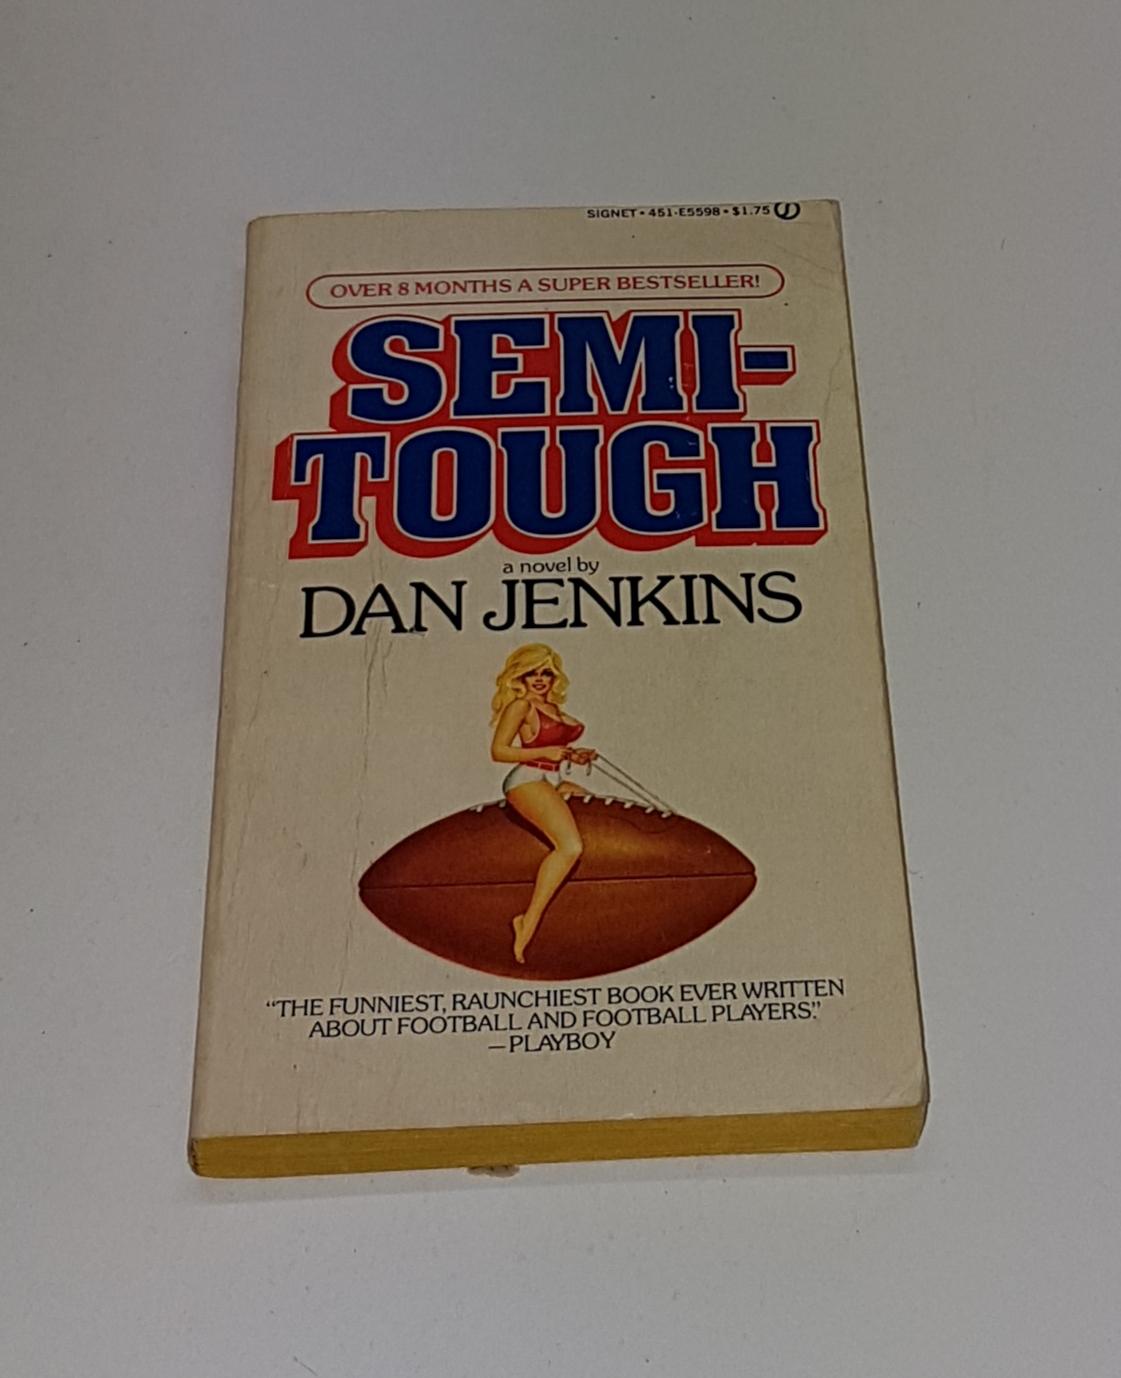 SIGNET • 451-E5598 • $1.75
OVER 8 MONTHS A SUPER BESTSELLER!
SEMI-
TOUGH
a novel by
DAN JENKINS
“THE FUNNIEST, RAUNCHIEST BOOK EVER WRITTEN
ABOUT FOOTBALL AND FOOTBALL PLAYERS.”
—PLAYBOY